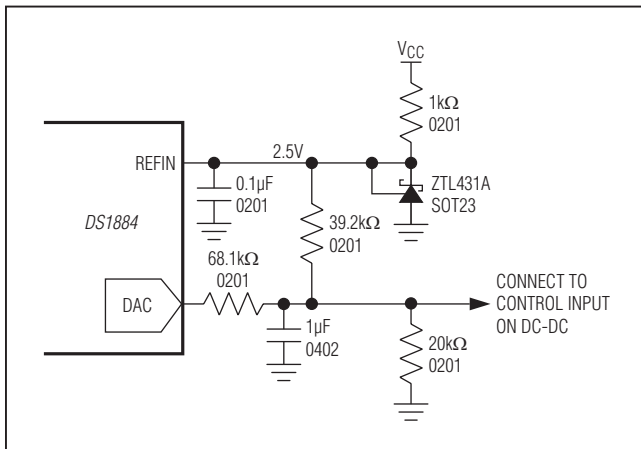 VCC
1kΩ
0201
REFIN
2.5V
0.1µF
0201
ZTL431A
SOT23
DS1884
39.2kΩ
0201
68.1kΩ
0201
DAC
CONNECT TO
CONTROL INPUT
ON DC-DC
1µF
0402
20kΩ
0201